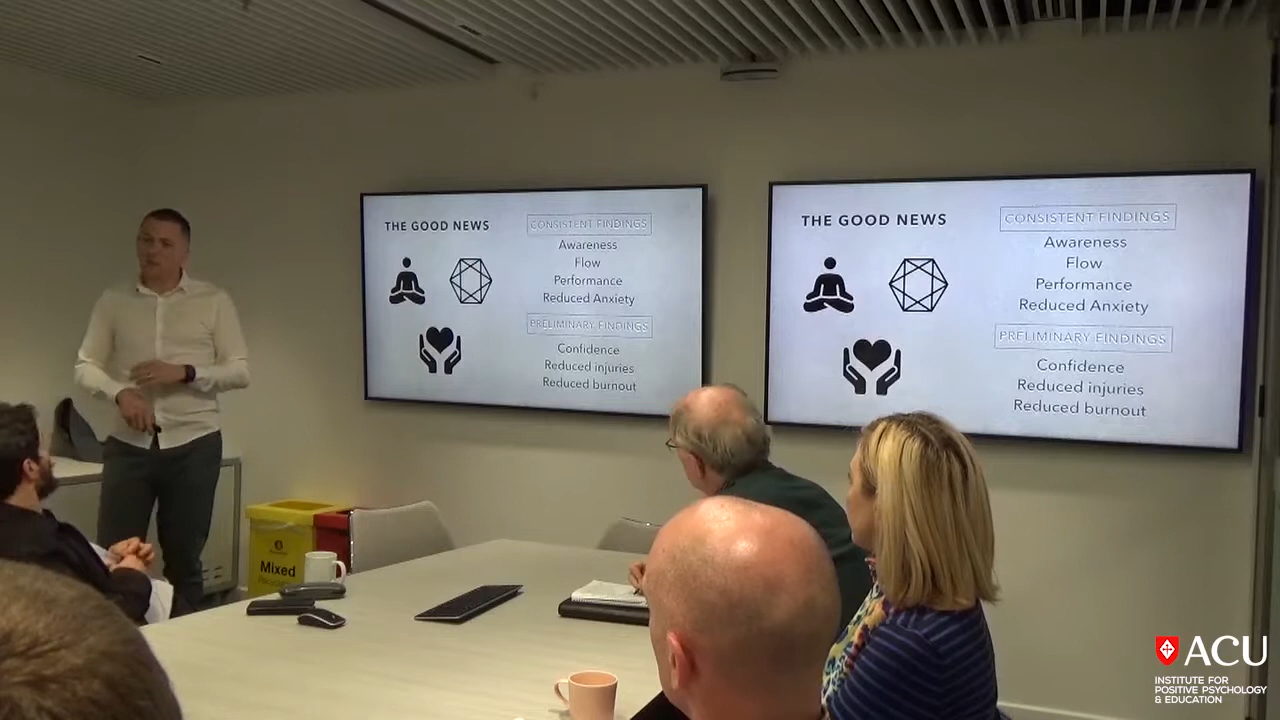 THE GOOD NEWS
CONSISTENT FINDINGS
Awareness
Flow
Performance
Reduced Anxiety
PRELIMINARY FINDINGS
Confidence
Reduced injuries
Reduced burnout
THE GOOD NEWS
CONSISTENT FINDINGS
Awareness
Flow
Performance
Reduced Anxiety
PRELIMINARY FINDINGS
Confidence
Reduced injuries
Reduced burnout
Mixed
ACU
INSTITUTE FOR
POSITIVE PSYCHOLOGY
& EDUCATION